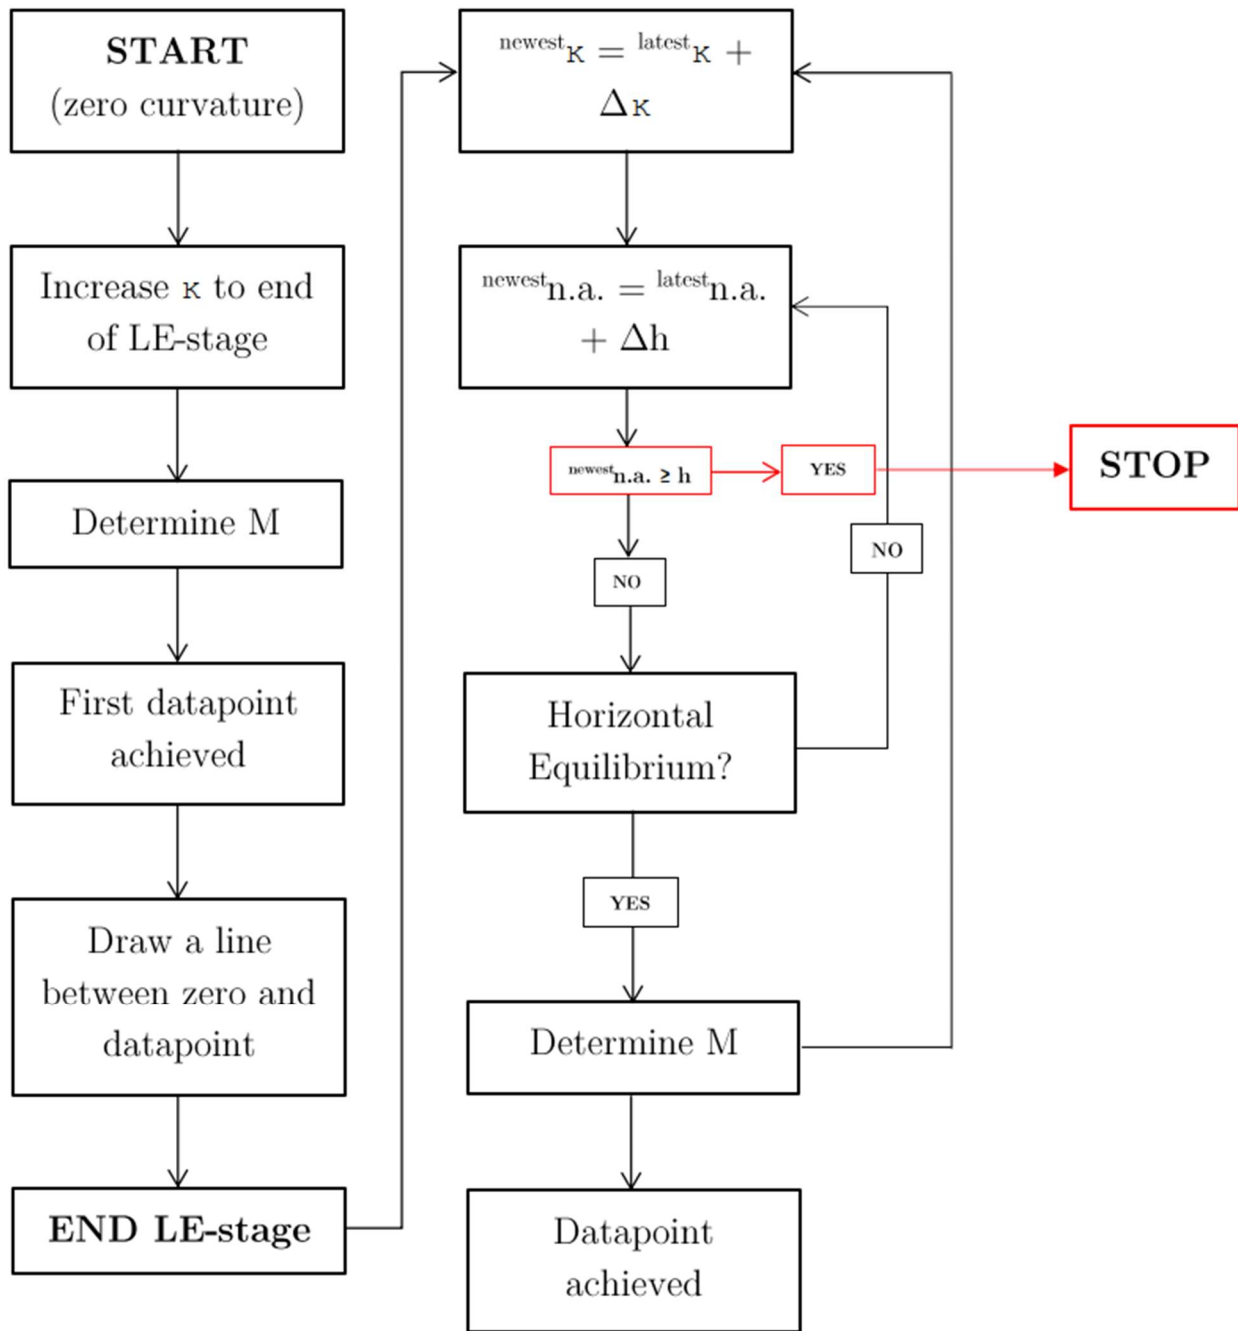 START
(zero curvature)
Increase κ to end
of LE-stage
Determine M
First datapoint
achieved
Draw a line
between zero and
datapoint
END LE-stage
newestκ = latestκ +
Δκ
newestn.a. = latestn.a.
+ Δh
newestn.a. ≥ h
YES
STOP
NO
NO
Horizontal
Equilibrium?
YES
Determine M
Datapoint
achieved